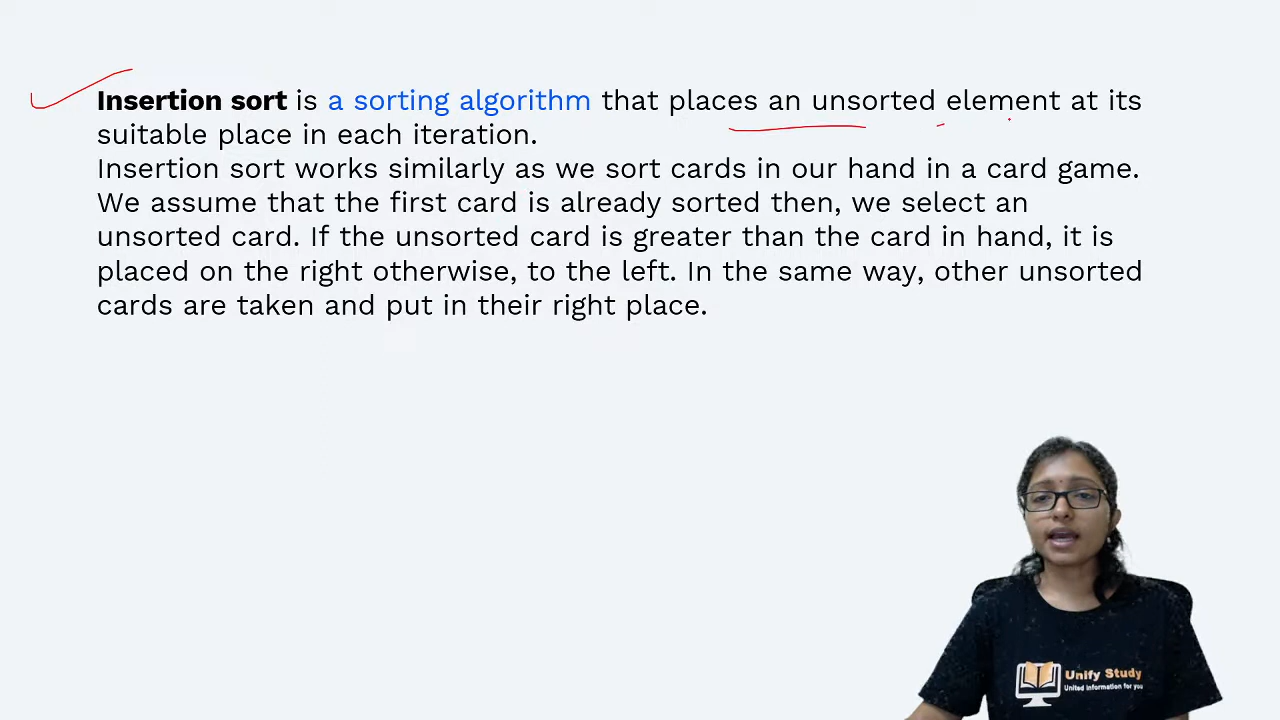 Insertion sort is a sorting algorithm that places an unsorted element at its
suitable place in each iteration.
Insertion sort works similarly as we sort cards in our hand in a card game.
We assume that the first card is already sorted then, we select an
unsorted card. If the unsorted card is greater than the card in hand, it is
placed on the right otherwise, to the left. In the same way, other unsorted
cards are taken and put in their right place.
Unify Study
United Information for you